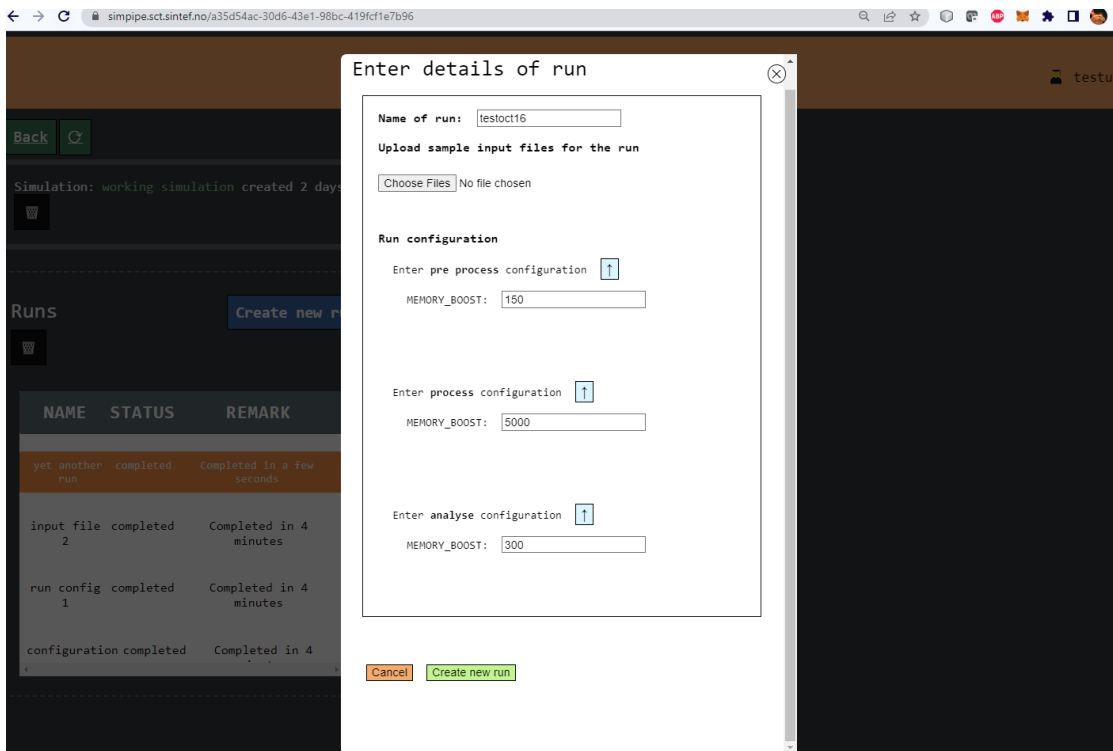 simpipe.sct.sintef.no/a35d54ac-30d6-43e1-98bc-419fcf1e7b96
ABP
testu
Enter details of run
Name of run: testoct16
Upload sample input files for the run
Choose Files No file chosen
Run configuration
Enter pre process configuration ↑
MEMORY_BOOST: 150
Enter process configuration ↑
MEMORY_BOOST: 5000
Enter analyse configuration ↑
MEMORY_BOOST: 300
Cancel Create new run
Back
Simulation: working simulation created 2 days
Runs Create new r
NAME STATUS REMARK
yet another completed Completed in a few
run seconds
input file completed Completed in 4
2 minutes
run config completed Completed in 4
1 minutes
configuration completed Completed in 4